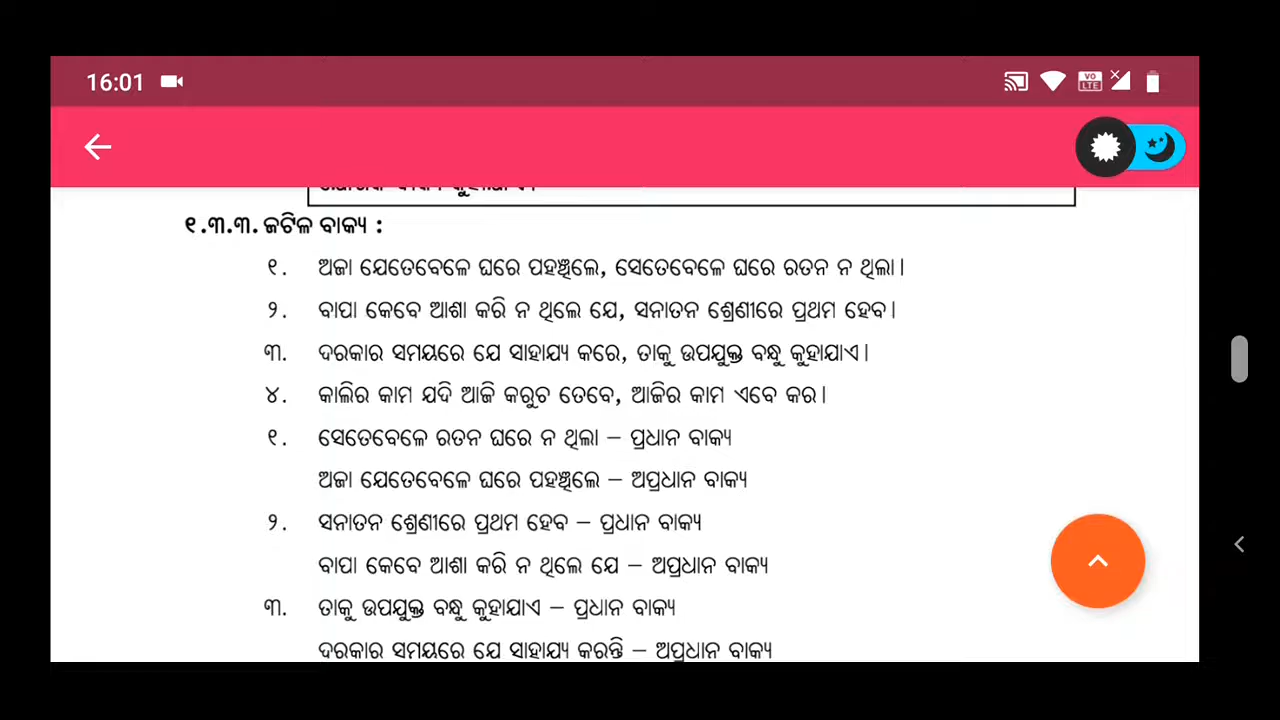 16:01
VO
LTE
୧.୩.୩. ଜଟିଳ ବାକ୍ୟ :
୧. ଅଜା ଯେତେବେଳେ ଘରେ ପହଞ୍ଚିଲେ, ସେତେବେଳେ ଘରେ ରତନ ନ ଥିଲା।
୨. ବାପା କେବେ ଆଶା କରି ନ ଥିଲେ ଯେ, ସନାତନ ଶ୍ରେଣୀରେ ପ୍ରଥମ ହେବ।
୩. ଦରକାର ସମୟରେ ଯେ ସାହାଯ୍ୟ କରେ, ତାକୁ ଉପଯୁକ୍ତ ବନ୍ଧୁ କୁହାଯାଏ।
୪. କାଲିର କାମ ଯଦି ଆଜି କରୁଚ ତେବେ, ଆଜିର କାମ ଏବେ କର।
୧. ସେତେବେଳେ ରତନ ଘରେ ନ ଥିଲା – ପ୍ରଧାନ ବାକ୍ୟ
ଅଜା ଯେତେବେଳେ ଘରେ ପହଞ୍ଚିଲେ – ଅପ୍ରଧାନ ବାକ୍ୟ
୨. ସନାତନ ଶ୍ରେଣୀରେ ପ୍ରଥମ ହେବ – ପ୍ରଧାନ ବାକ୍ୟ
ବାପା କେବେ ଆଶା କରି ନ ଥିଲେ ଯେ – ଅପ୍ରଧାନ ବାକ୍ୟ
୩. ତାକୁ ଉପଯୁକ୍ତ ବନ୍ଧୁ କୁହାଯାଏ – ପ୍ରଧାନ ବାକ୍ୟ
ଦରକାର ସମୟରେ ଯେ ସାହାଯ୍ୟ କରନ୍ତି – ଅପ୍ରଧାନ ବାକ୍ୟ